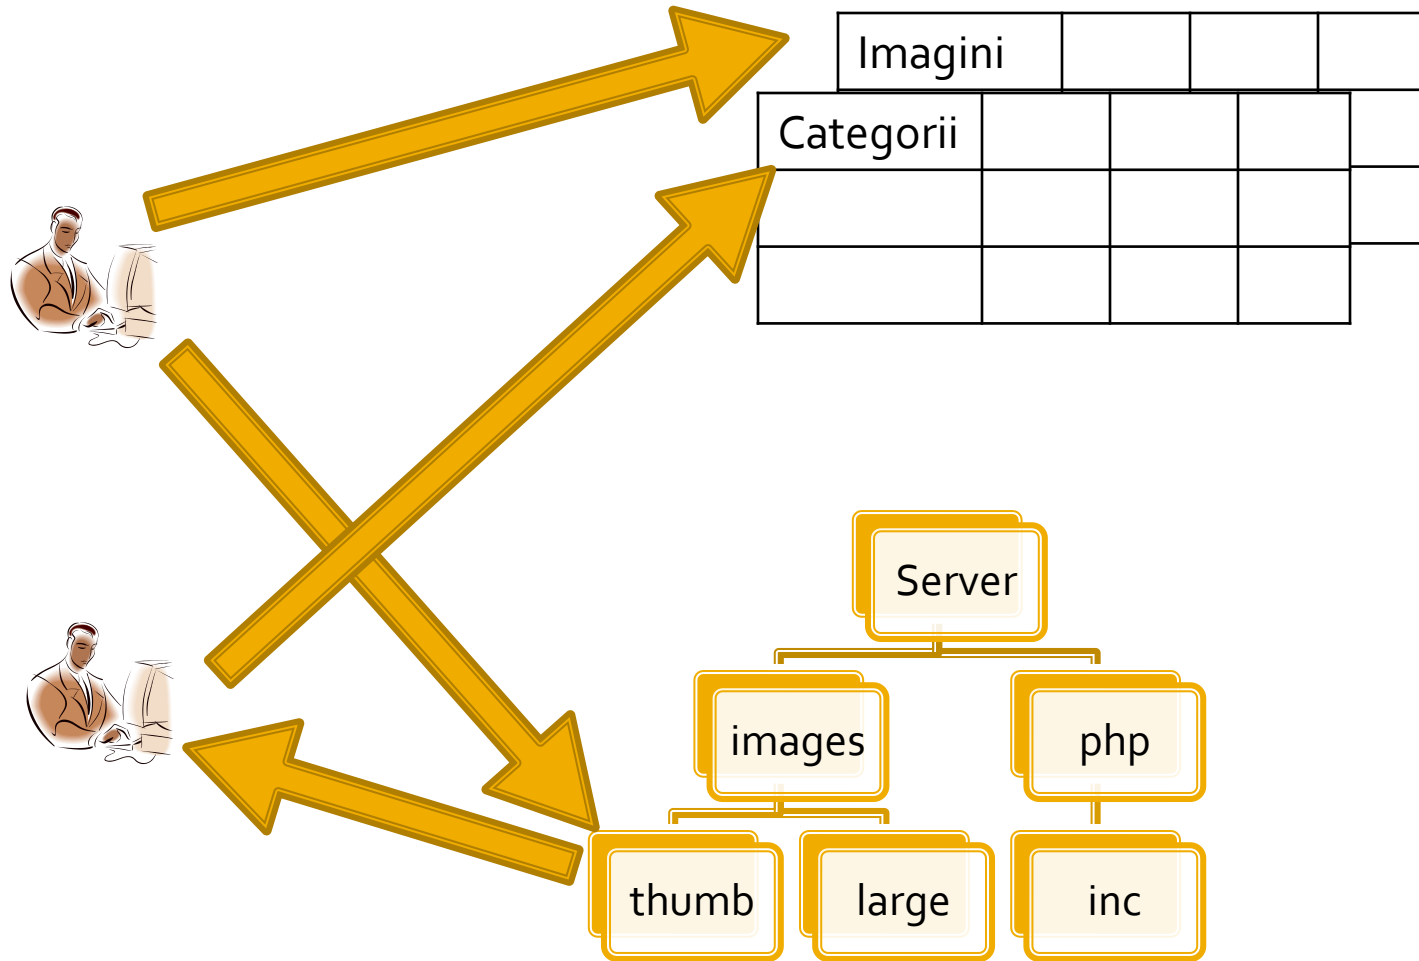 Imagini
Categorii
Server
images
php
thumb
large
inc